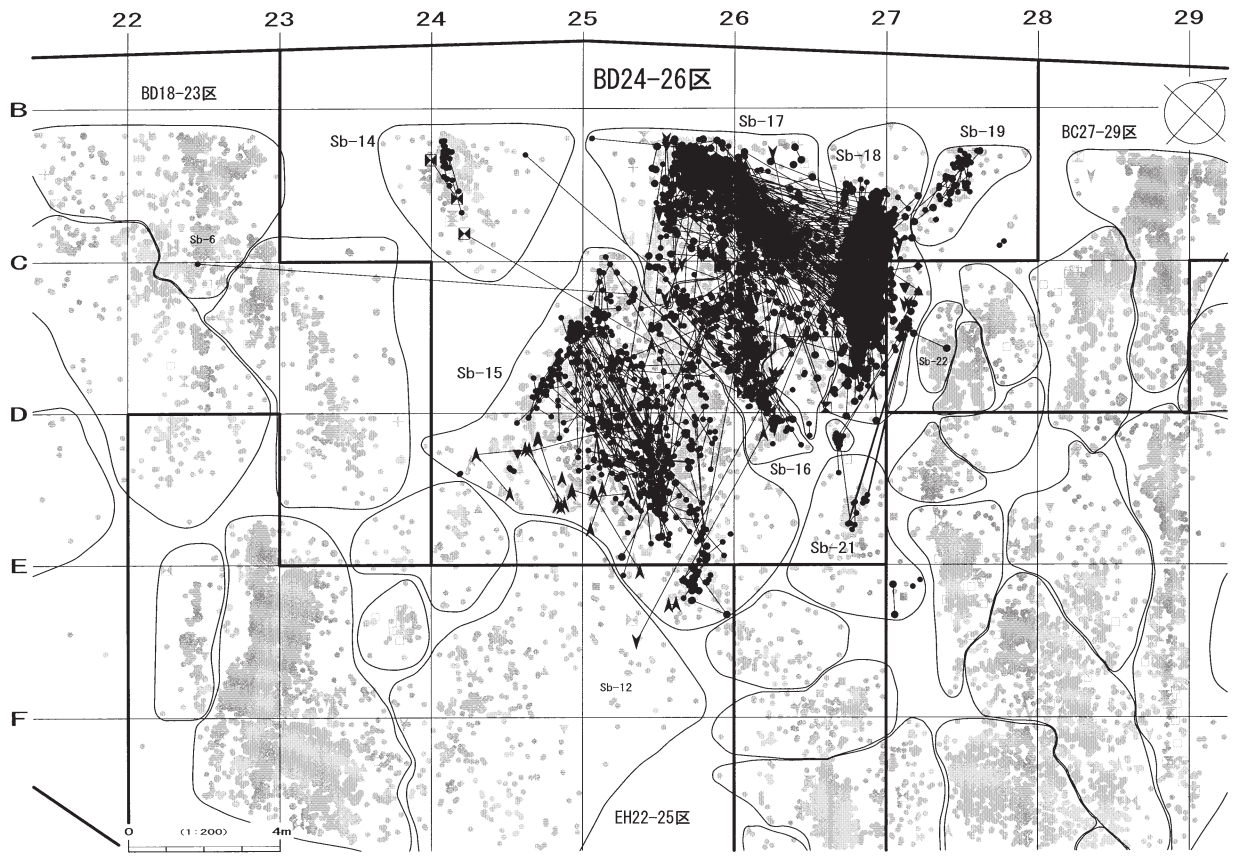 22 23 24 25 26 27 28 29
BD24-26区
BD18-23区
B
Sb-17
Sb-14
Sb-18
Sb-19
BC27-29区
Sb-6
C
Sb-22
Sb-15
D
Sb-16
Sb-21
E
Sb-12
F
EH22-25区
0 (1:200) 4m